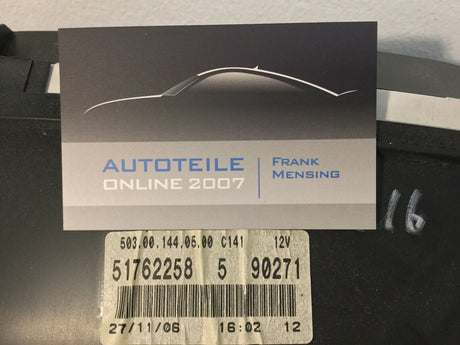 AUTOTEILE
ONLINE 2007
FRANK
MENSING
16
503.00.144.05.00 C141 12V
51762258 5 90271
27/11/06 16:02 12